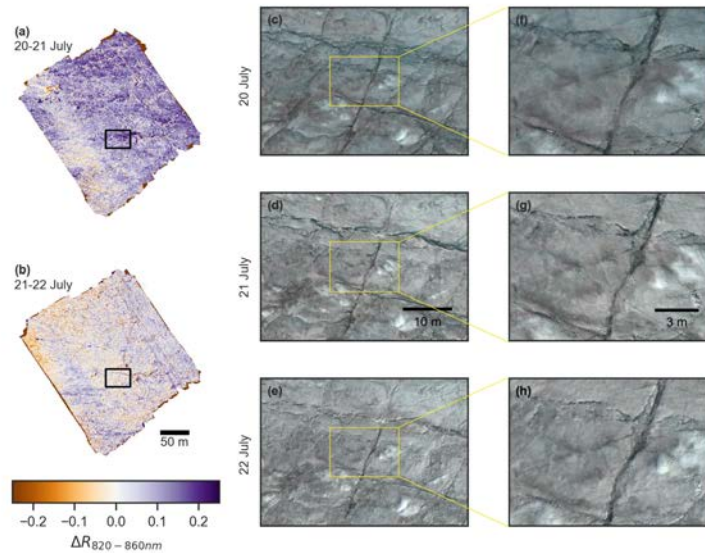 (a)
20-21 July
(b)
21-22 July
50 m
−0.2 −0.1 0.0 0.1 0.2
ΔR820−860nm
20 July
(c)
(f)
21 July
(d)
10 m
(g)
3 m
22 July
(e)
(h)